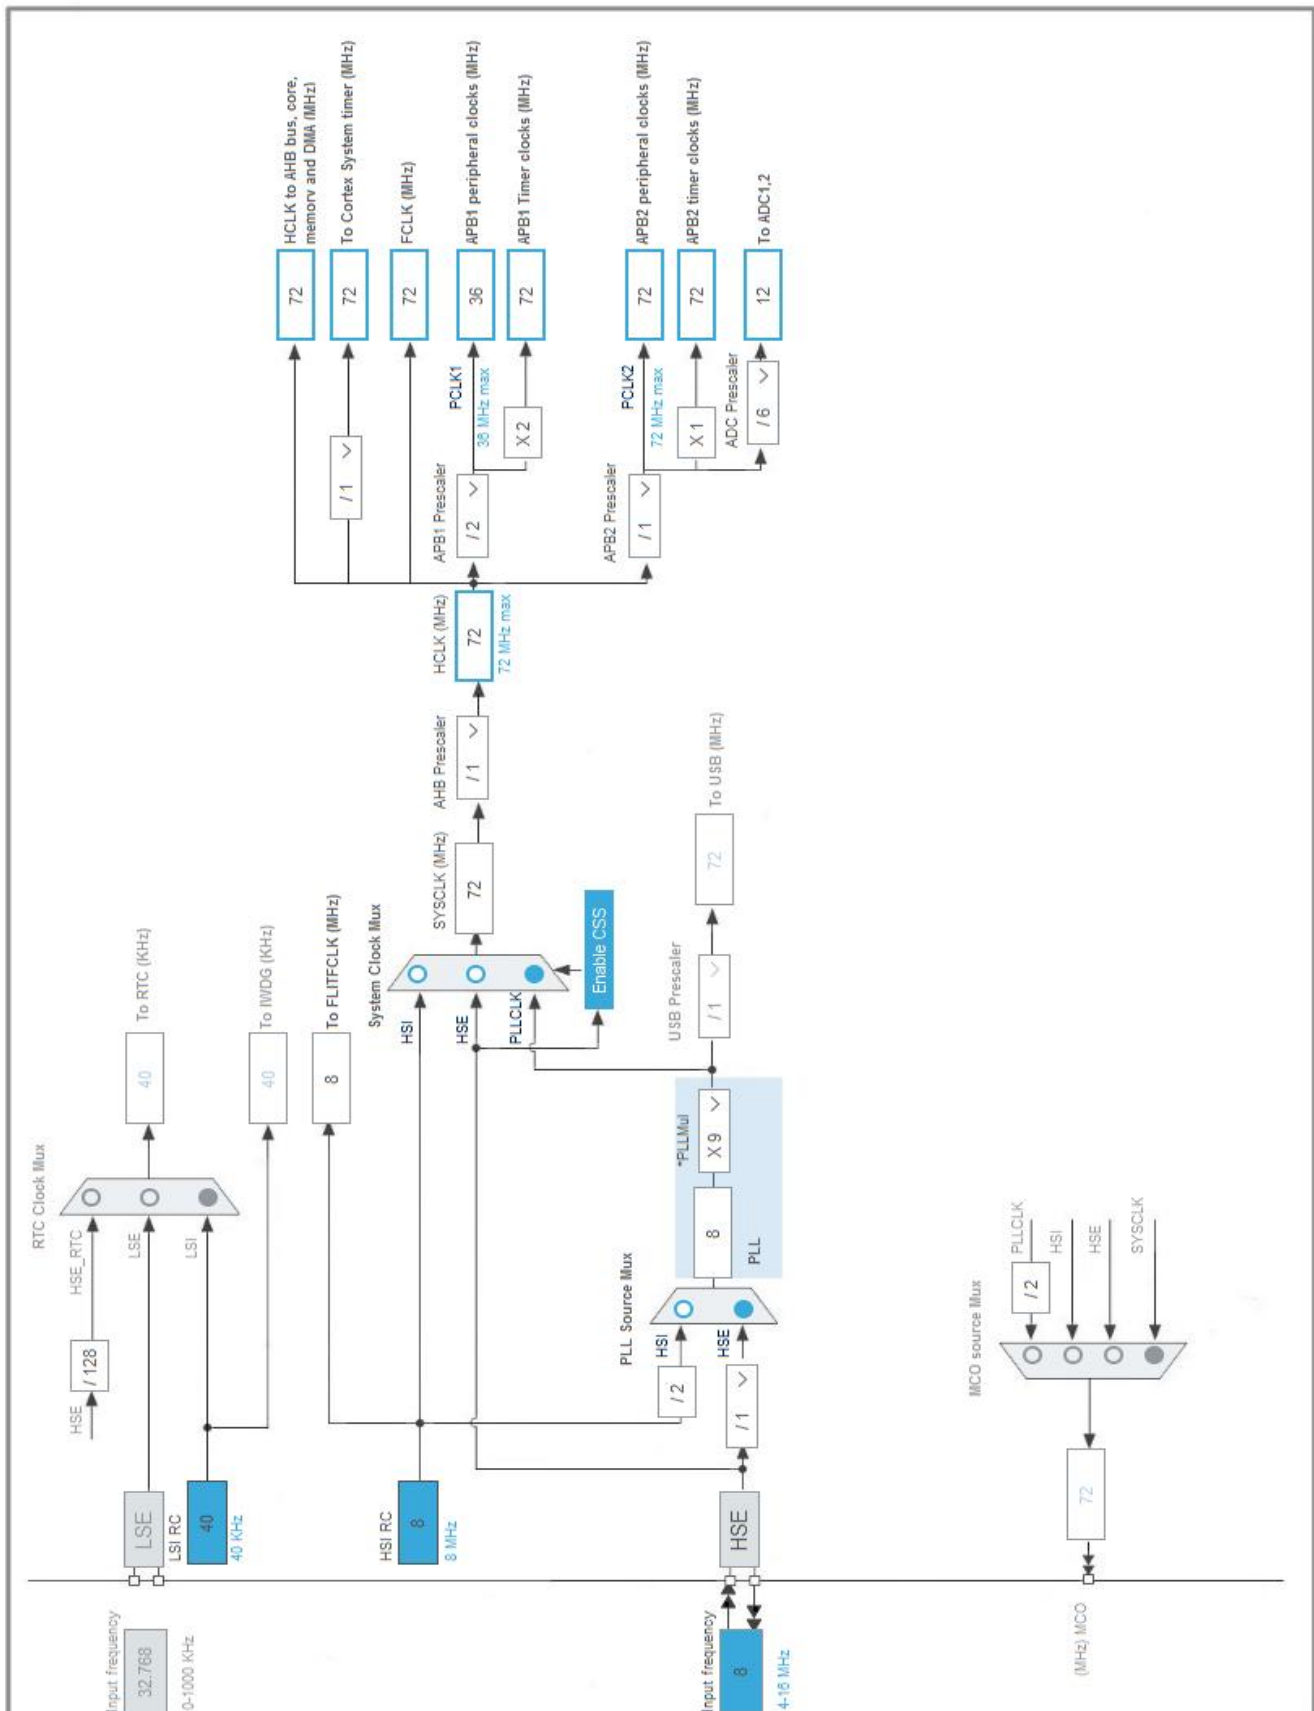 RTC Clock Mux
HSE
/ 128
HSE_RTC
LSE
LSI
40
To RTC (KHz)
Input frequency
32.768
0-1000 KHz
LSE
LSI RC
40
40 KHz
40
To IWDG (KHz)
8
To FLITFCLK (MHz)
HSI RC
8
8 MHz
System Clock Mux
HSI
HSE
PLLCLK
Enable CSS
SYSCLK (MHz)
72
AHB Prescaler
/ 1
HCLK (MHz)
72
72 MHz max
72
HCLK to AHB bus, core,
memory and DMA (MHz)
/ 1
72
To Cortex System timer (MHz)
72
FCLK (MHz)
APB1 Prescaler
/ 2
PCLK1
36 MHz max
36
APB1 peripheral clocks (MHz)
X 2
72
APB1 Timer clocks (MHz)
APB2 Prescaler
/ 1
PCLK2
72 MHz max
72
APB2 peripheral clocks (MHz)
X 1
72
APB2 timer clocks (MHz)
ADC Prescaler
/ 6
12
To ADC1,2
PLL Source Mux
HSI
/ 2
HSE
/ 1
8
*PLLMul
X 9
PLL
USB Prescaler
/ 1
72
To USB (MHz)
Input frequency
8
4-16 MHz
HSE
MCO source Mux
PLLCLK
/ 2
HSI
HSE
SYSCLK
72
(MHz) MCO